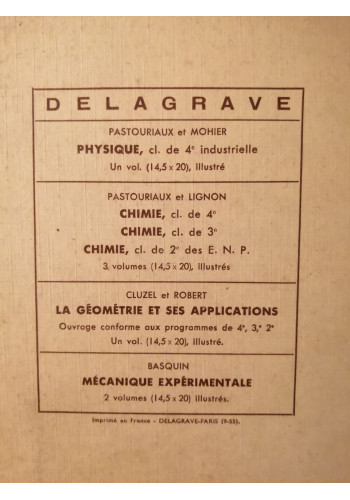 DELAGRAVE
PASTOURIAUX et MOHIER
PHYSIQUE, cl. de 4e industrielle
Un vol. (14,5 x 20), illustré
PASTOURIAUX et LIGNON
CHIMIE, cl. de 4e
CHIMIE, cl. de 3e
CHIMIE, cl. de 2e des E. N. P.
3 volumes (14,5 x 20), illustrés
CLUZEL et ROBERT
LA GÉOMÉTRIE ET SES APPLICATIONS
Ouvrage conforme aux programmes de 4e, 3,e 2e
Un vol. (14,5 x 20), illustré.
BASQUIN
MÉCANIQUE EXPÉRIMENTALE
2 volumes (14,5 x 20) illustrés.
Imprimé en France - DELAGRAVE-PARIS (9-55).